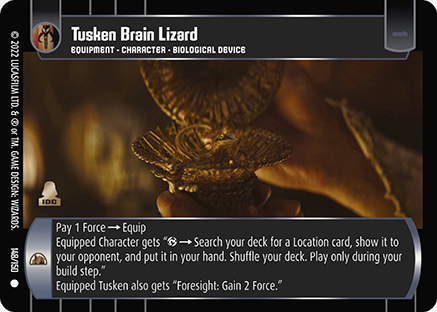 Tusken Brain Lizard
EQUIPMENT - CHARACTER - BIOLOGICAL DEVICE
IDC
Pay 1 Force → Equip
Equipped Character gets “→ Search your deck for a Location card, show it to
your opponent, and put it in your hand. Shuffle your deck. Play only during your
build step.”
Equipped Tusken also gets “Foresight: Gain 2 Force.”
© 2022 LUCASFILM LTD. & ® OR TM. GAME DESIGN: WIZARDS.
148/150